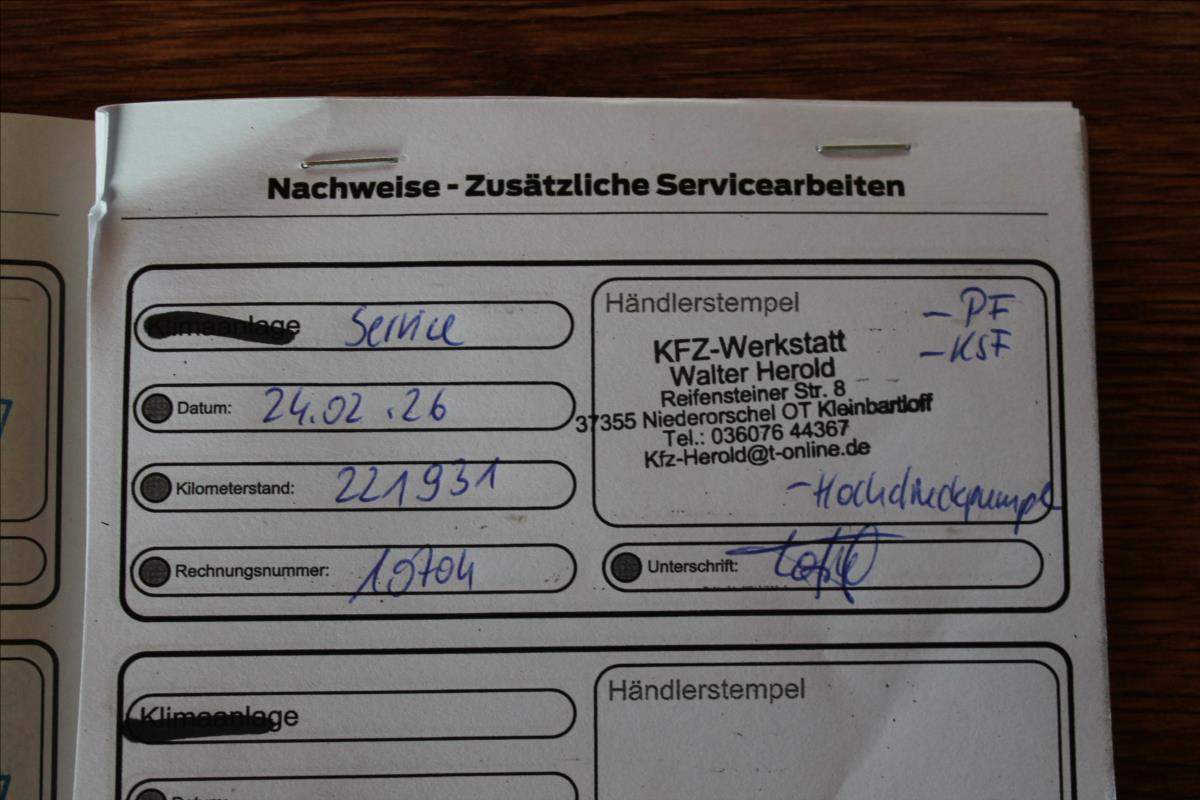 Nachweise - Zusätzliche Servicearbeiten
Klimaanlage Service
Datum: 24.02.26
Kilometerstand: 221931
Rechnungsnummer: 10704
Händlerstempel
- PF
- KSF
KFZ-Werkstatt
Walter Herold
Reifensteiner Str. 8
37355 Niederorschel OT Kleinbartloff
Tel.: 036076 44367
Kfz-Herold@t-online.de
- Hochdruckpumpe
Unterschrift:
Klimaanlage
Händlerstempel
Datum: